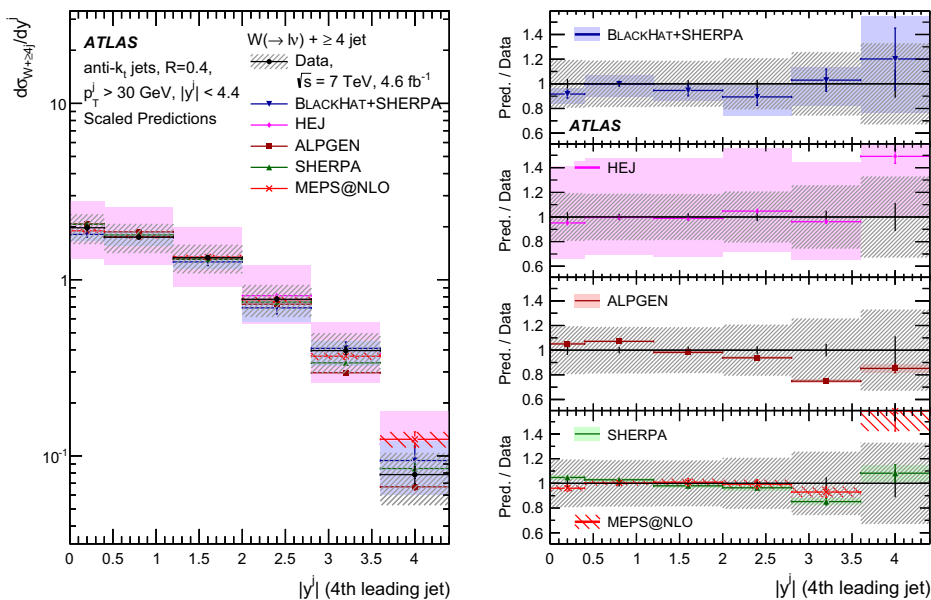 dσ_{W+≥4j}/dy^j
ATLAS
anti-k_t jets, R=0.4,
p_T^j > 30 GeV, |y^j| < 4.4
Scaled Predictions
W(→ lν) + ≥ 4 jet
Data,
√s = 7 TeV, 4.6 fb⁻¹
BLACKHAT+SHERPA
HEJ
ALPGEN
SHERPA
MEPS@NLO
10
1
10⁻¹
0 0.5 1 1.5 2 2.5 3 3.5 4
|y^j| (4th leading jet)
Pred. / Data
1.4
1.2
1
0.8
0.6
BLACKHAT+SHERPA
ATLAS
Pred. / Data
1.4
1.2
1
0.8
0.6
HEJ
Pred. / Data
1.4
1.2
1
0.8
0.6
ALPGEN
Pred. / Data
1.4
1.2
1
0.8
0.6
SHERPA
MEPS@NLO
0 0.5 1 1.5 2 2.5 3 3.5 4
|y^j| (4th leading jet)